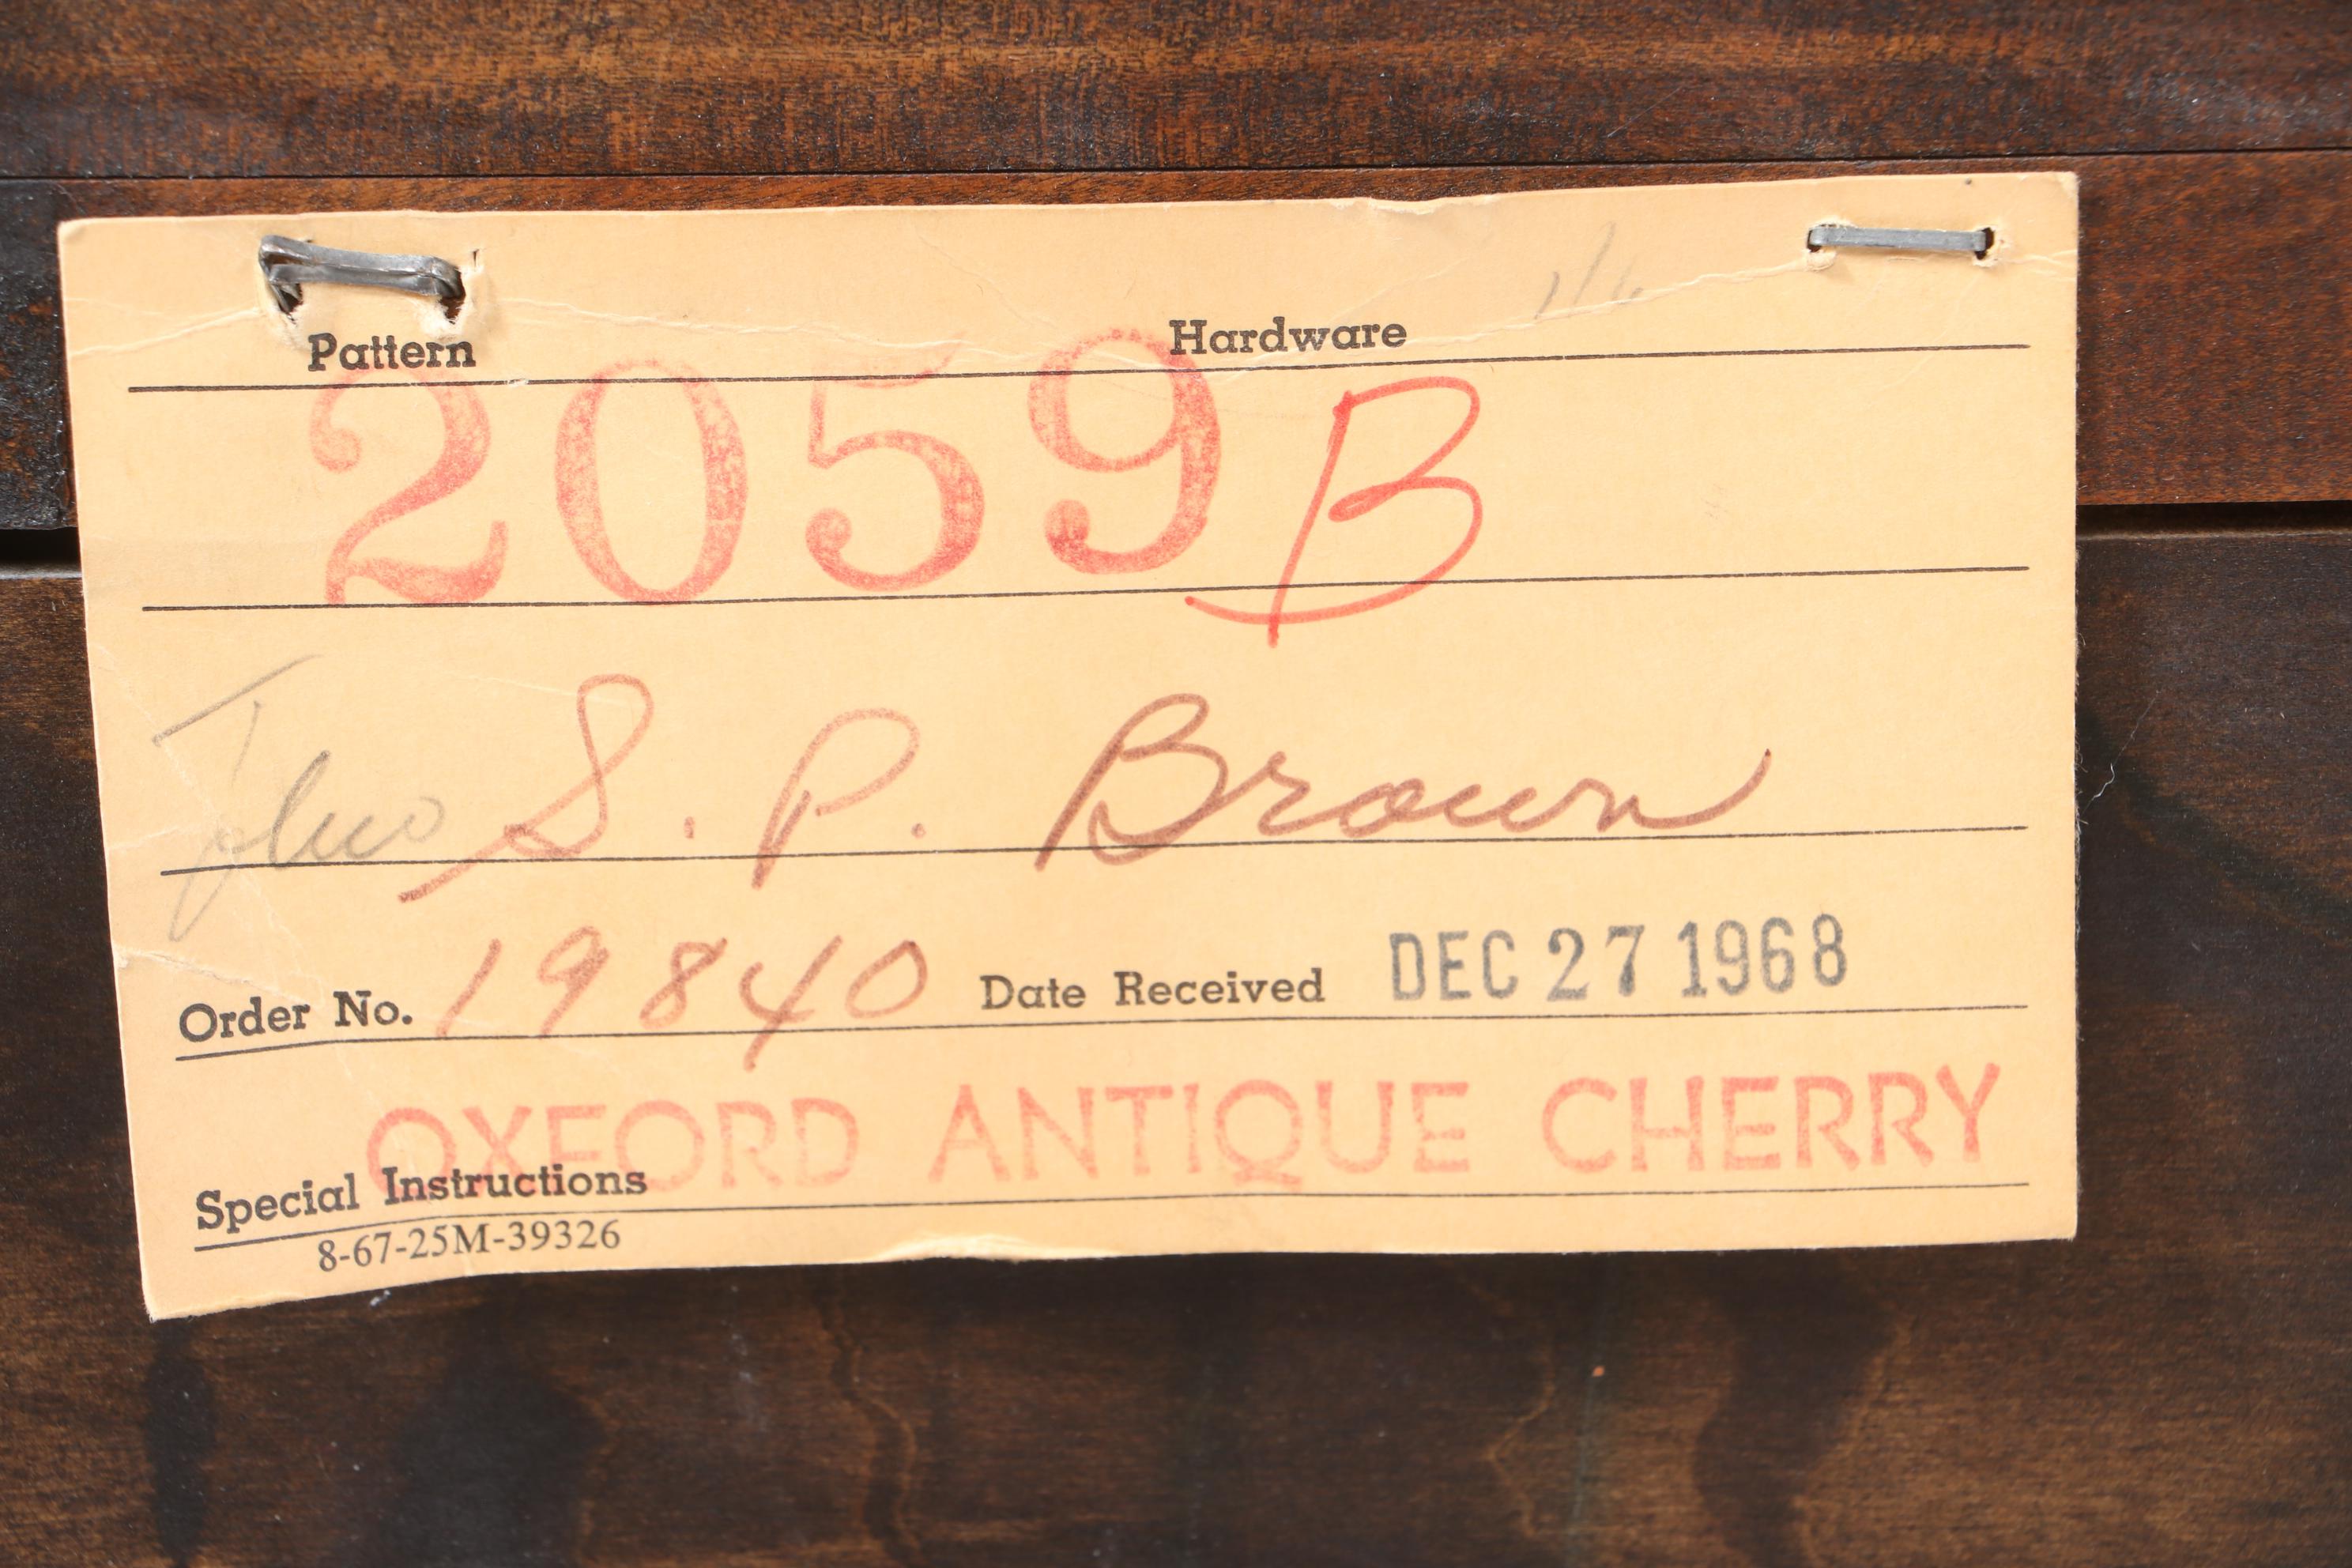 Pattern Hardware
2059 B
S. P. Brown
Order No. 19840 Date Received DEC 27 1968
OXFORD ANTIQUE CHERRY
Special Instructions
8-67-25M-39326